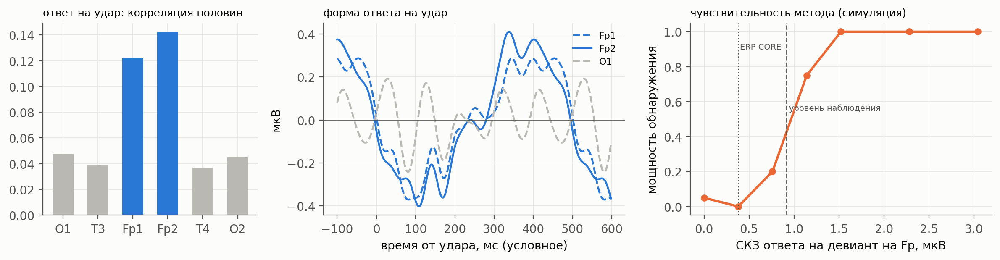 ответ на удар: корреляция половин
0.14
0.12
0.10
0.08
0.06
0.04
0.02
0.00
O1 T3 Fp1 Fp2 T4 O2
форма ответа на удар
мкВ
0.4
0.2
0.0
−0.2
−0.4
Fp1
Fp2
O1
−100 0 100 200 300 400 500 600
время от удара, мс (условное)
чувствительность метода (симуляция)
мощность обнаружения
1.0
0.8
0.6
0.4
0.2
0.0
ERP CORE
уровень наблюдения
0.0 0.5 1.0 1.5 2.0 2.5 3.0
СКЗ ответа на девиант на Fp, мкВ